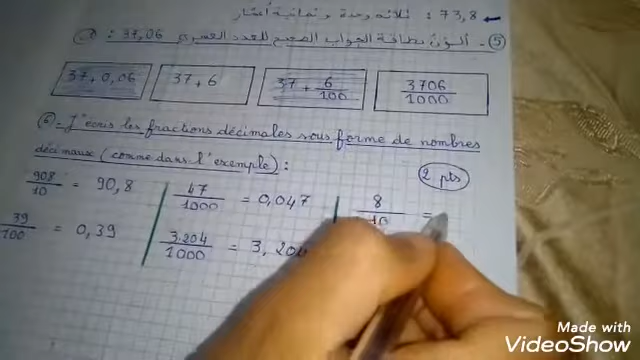 73,8 : ثلاثة وحدة و ثمانية أعشار
5 - ألون بطاقة الجواب الصحيح للعدد العشري 37,06 :
37+0,06 37+6 37+6/100 3706/1000
6 - J'écris les fractions décimales sous forme de nombres
décimaux (comme dans l'exemple) :
2 pts
908/10 = 90,8 47/1000 = 0,047 8/10 =
39/100 = 0,39 3.204/1000 = 3,20
Made with
VideoShow